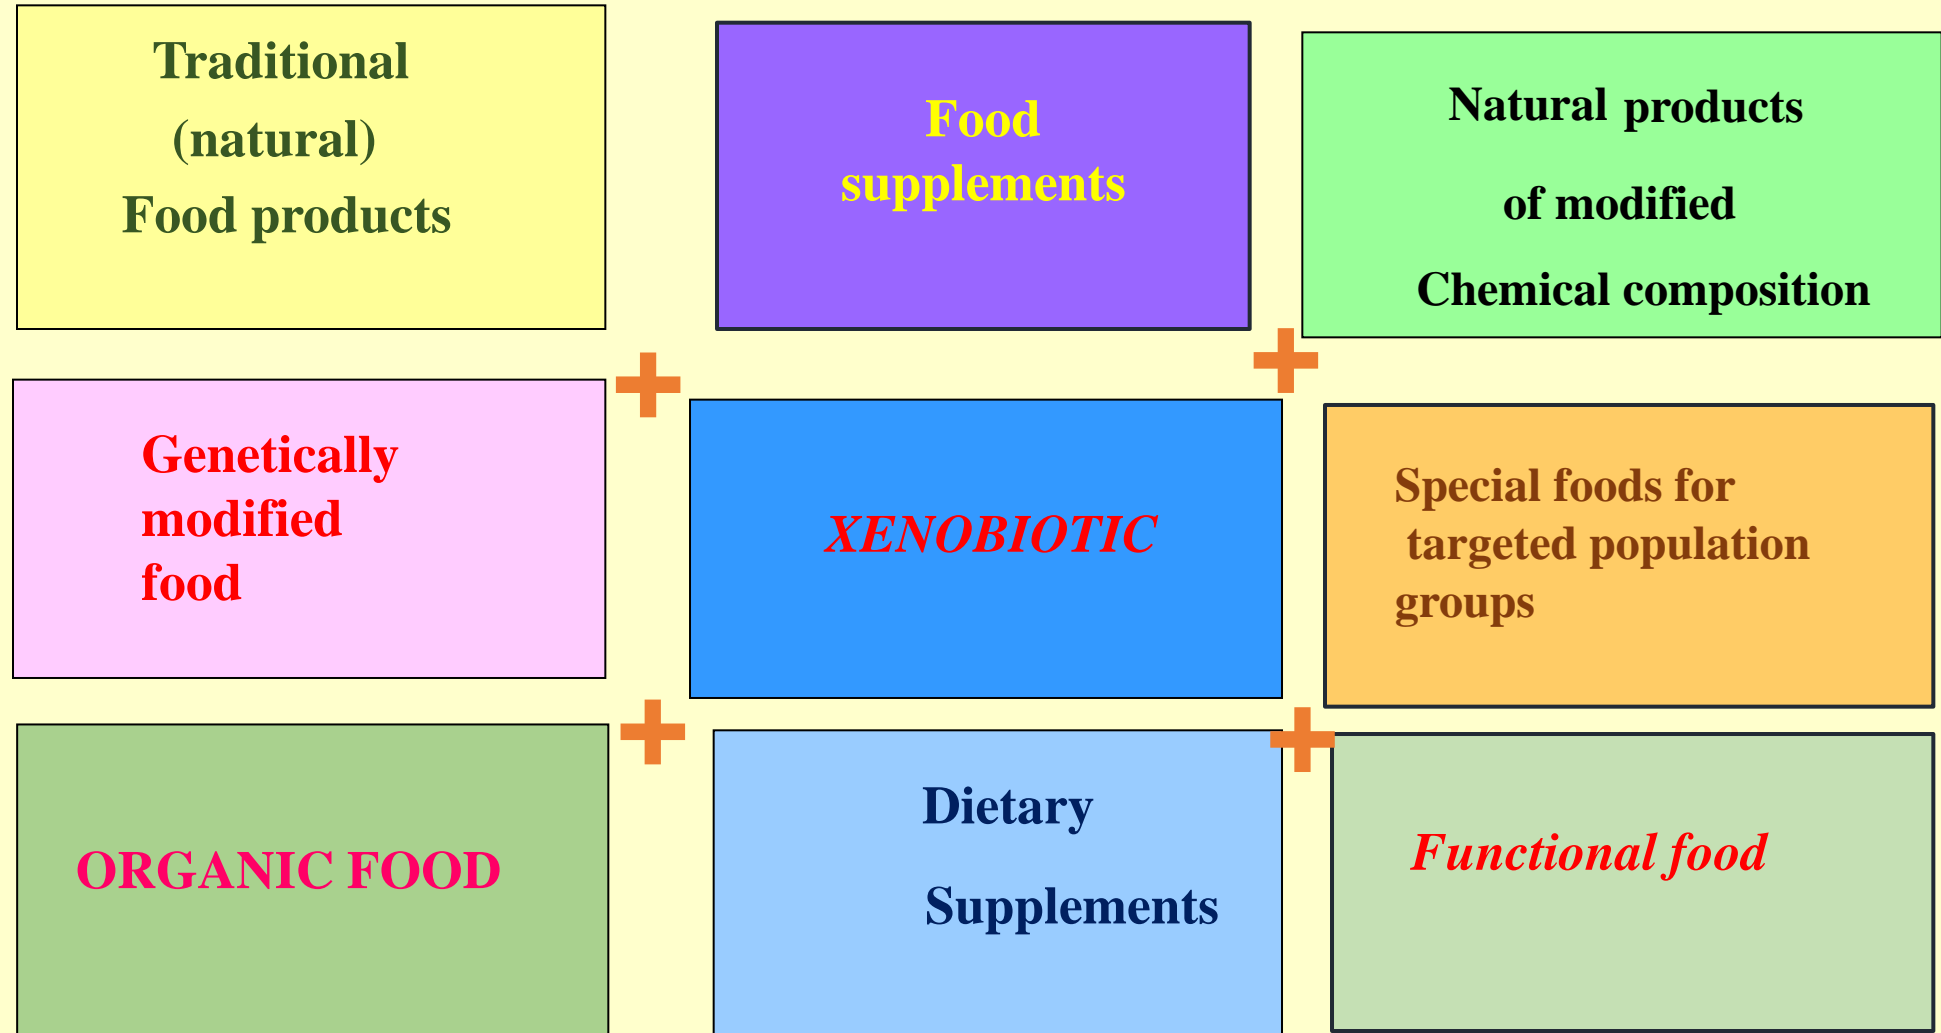 Traditional
(natural)
Food products
Food
supplements
Natural products
of modified
Chemical composition
Genetically
modified
food
XENOBIOTIC
Special foods for
targeted population
groups
ORGANIC FOOD
Dietary
Supplements
Functional food